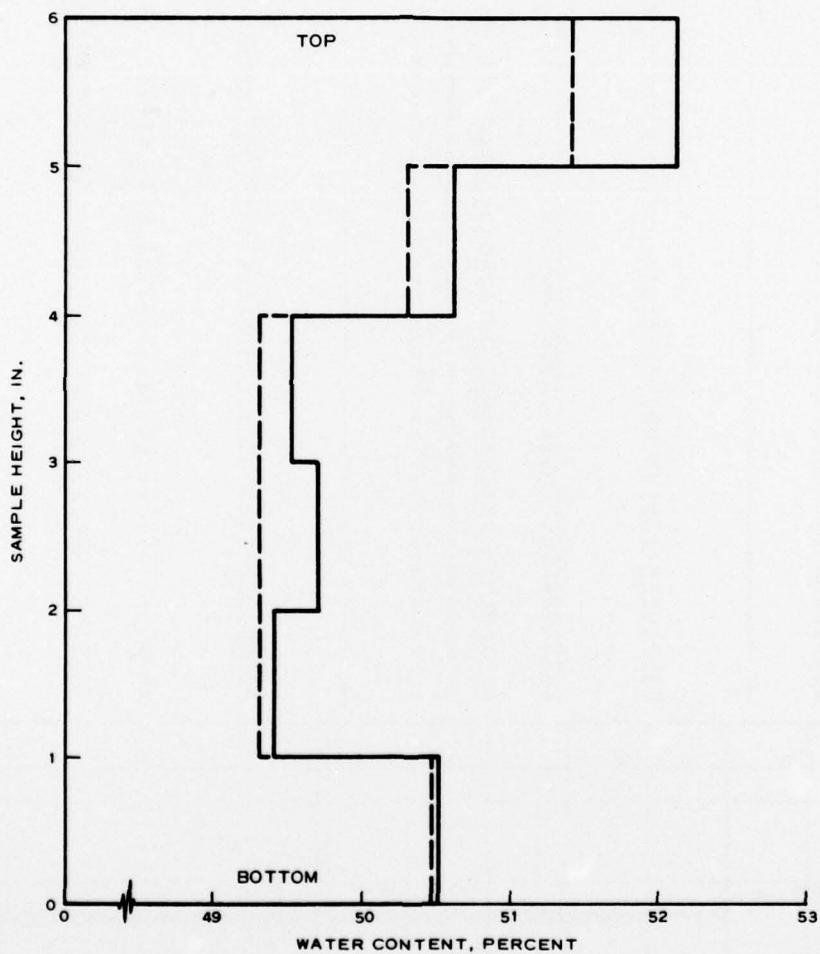 6
TOP
5
4
3
2
1
0
SAMPLE HEIGHT, IN.
BOTTOM
0 49 50 51 52 53
WATER CONTENT, PERCENT